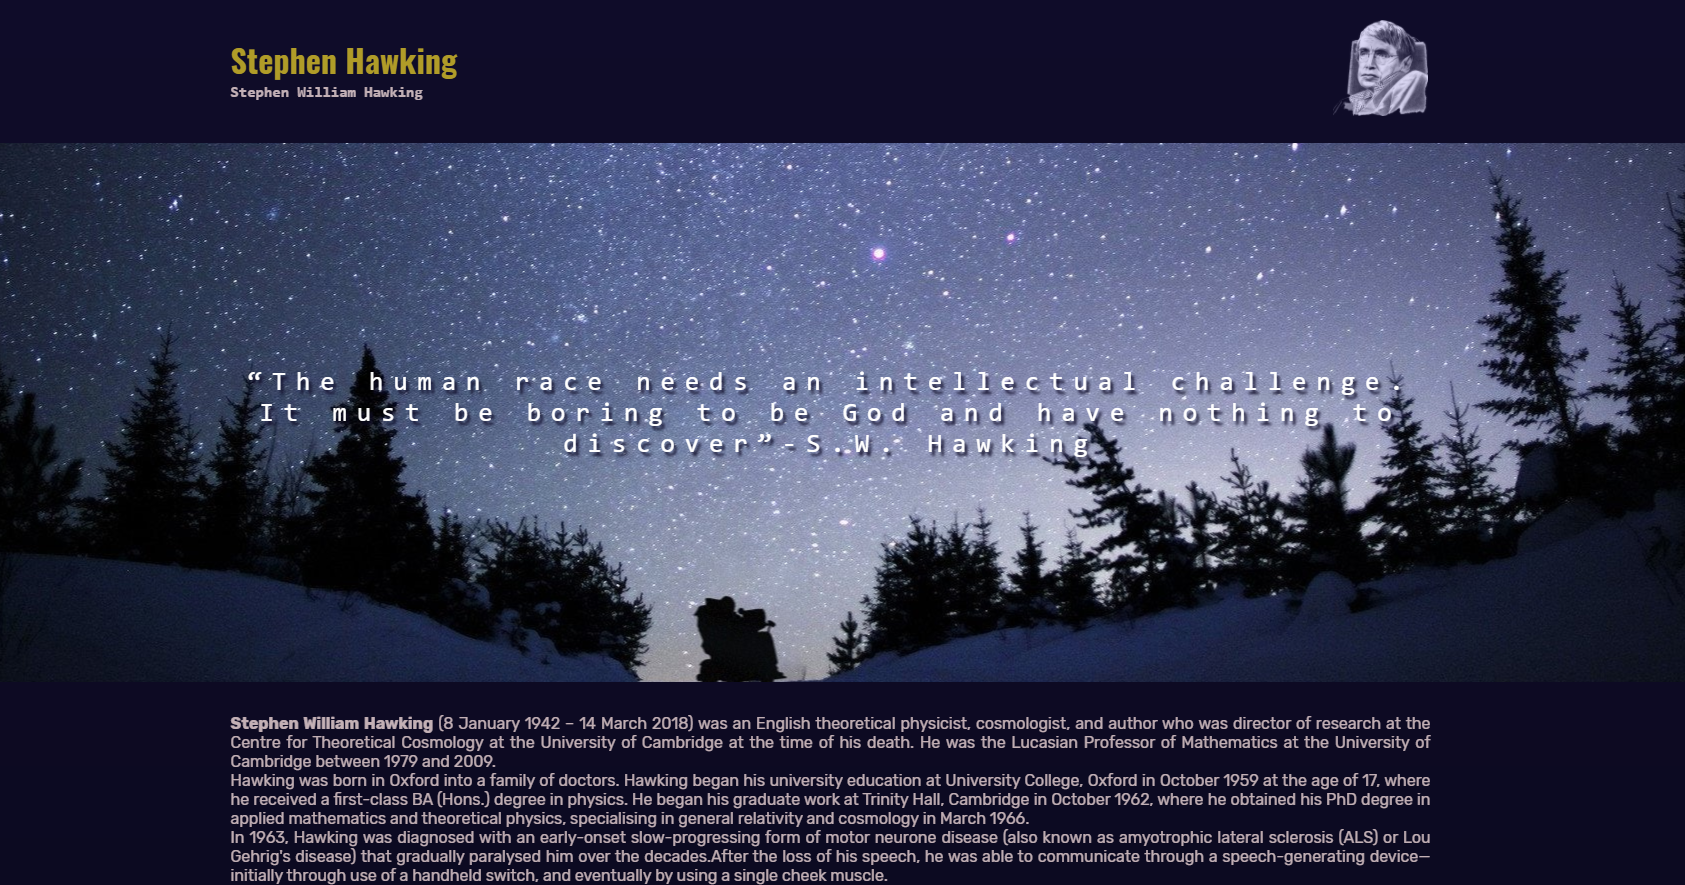 Stephen Hawking
Stephen William Hawking
“The human race needs an intellectual challenge.
It must be boring to be God and have nothing to
discover”-S.W. Hawking
Stephen William Hawking (8 January 1942 – 14 March 2018) was an English theoretical physicist, cosmologist, and author who was director of research at the
Centre for Theoretical Cosmology at the University of Cambridge at the time of his death. He was the Lucasian Professor of Mathematics at the University of
Cambridge between 1979 and 2009.
Hawking was born in Oxford into a family of doctors. Hawking began his university education at University College, Oxford in October 1959 at the age of 17, where
he received a first-class BA (Hons.) degree in physics. He began his graduate work at Trinity Hall, Cambridge in October 1962, where he obtained his PhD degree in
applied mathematics and theoretical physics, specialising in general relativity and cosmology in March 1966.
In 1963, Hawking was diagnosed with an early-onset slow-progressing form of motor neurone disease (also known as amyotrophic lateral sclerosis (ALS) or Lou
Gehrig's disease) that gradually paralysed him over the decades.After the loss of his speech, he was able to communicate through a speech-generating device—
initially through use of a handheld switch, and eventually by using a single cheek muscle.